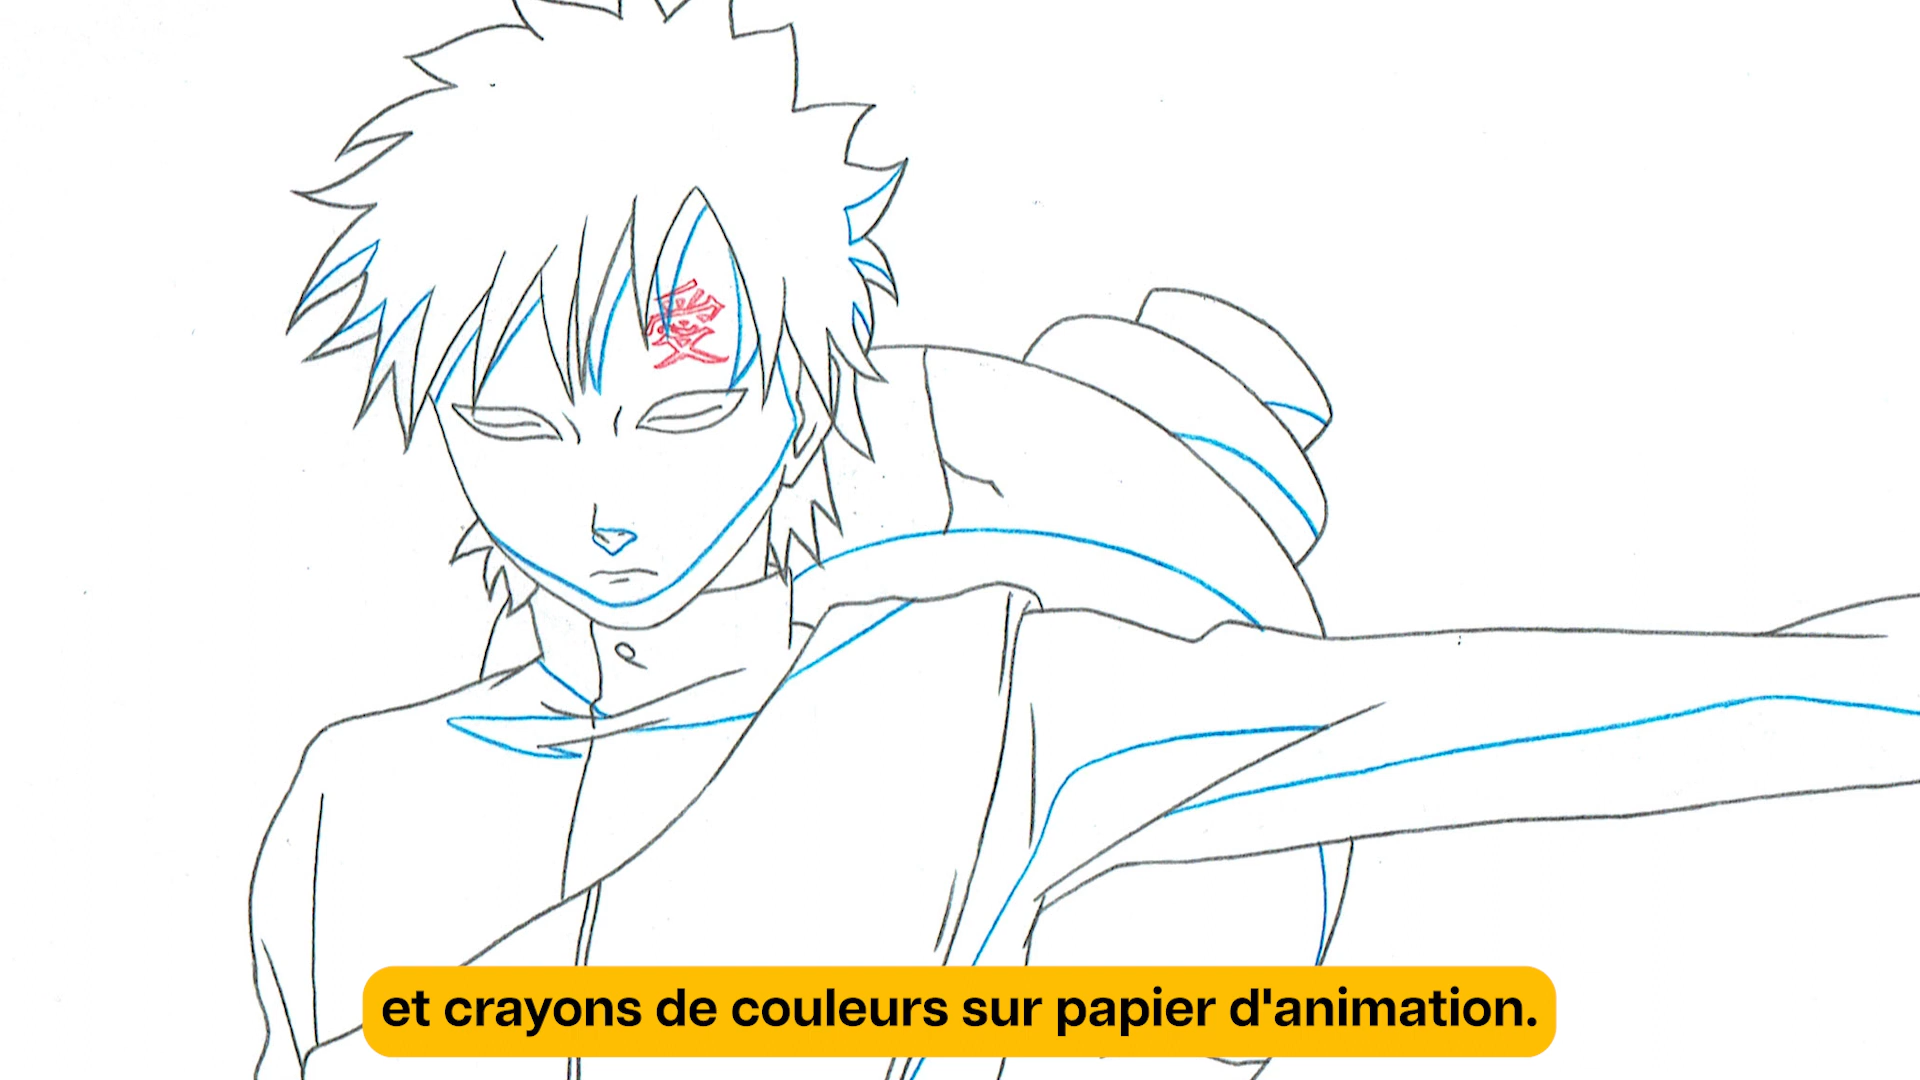 愛
et crayons de couleurs sur papier d'animation.